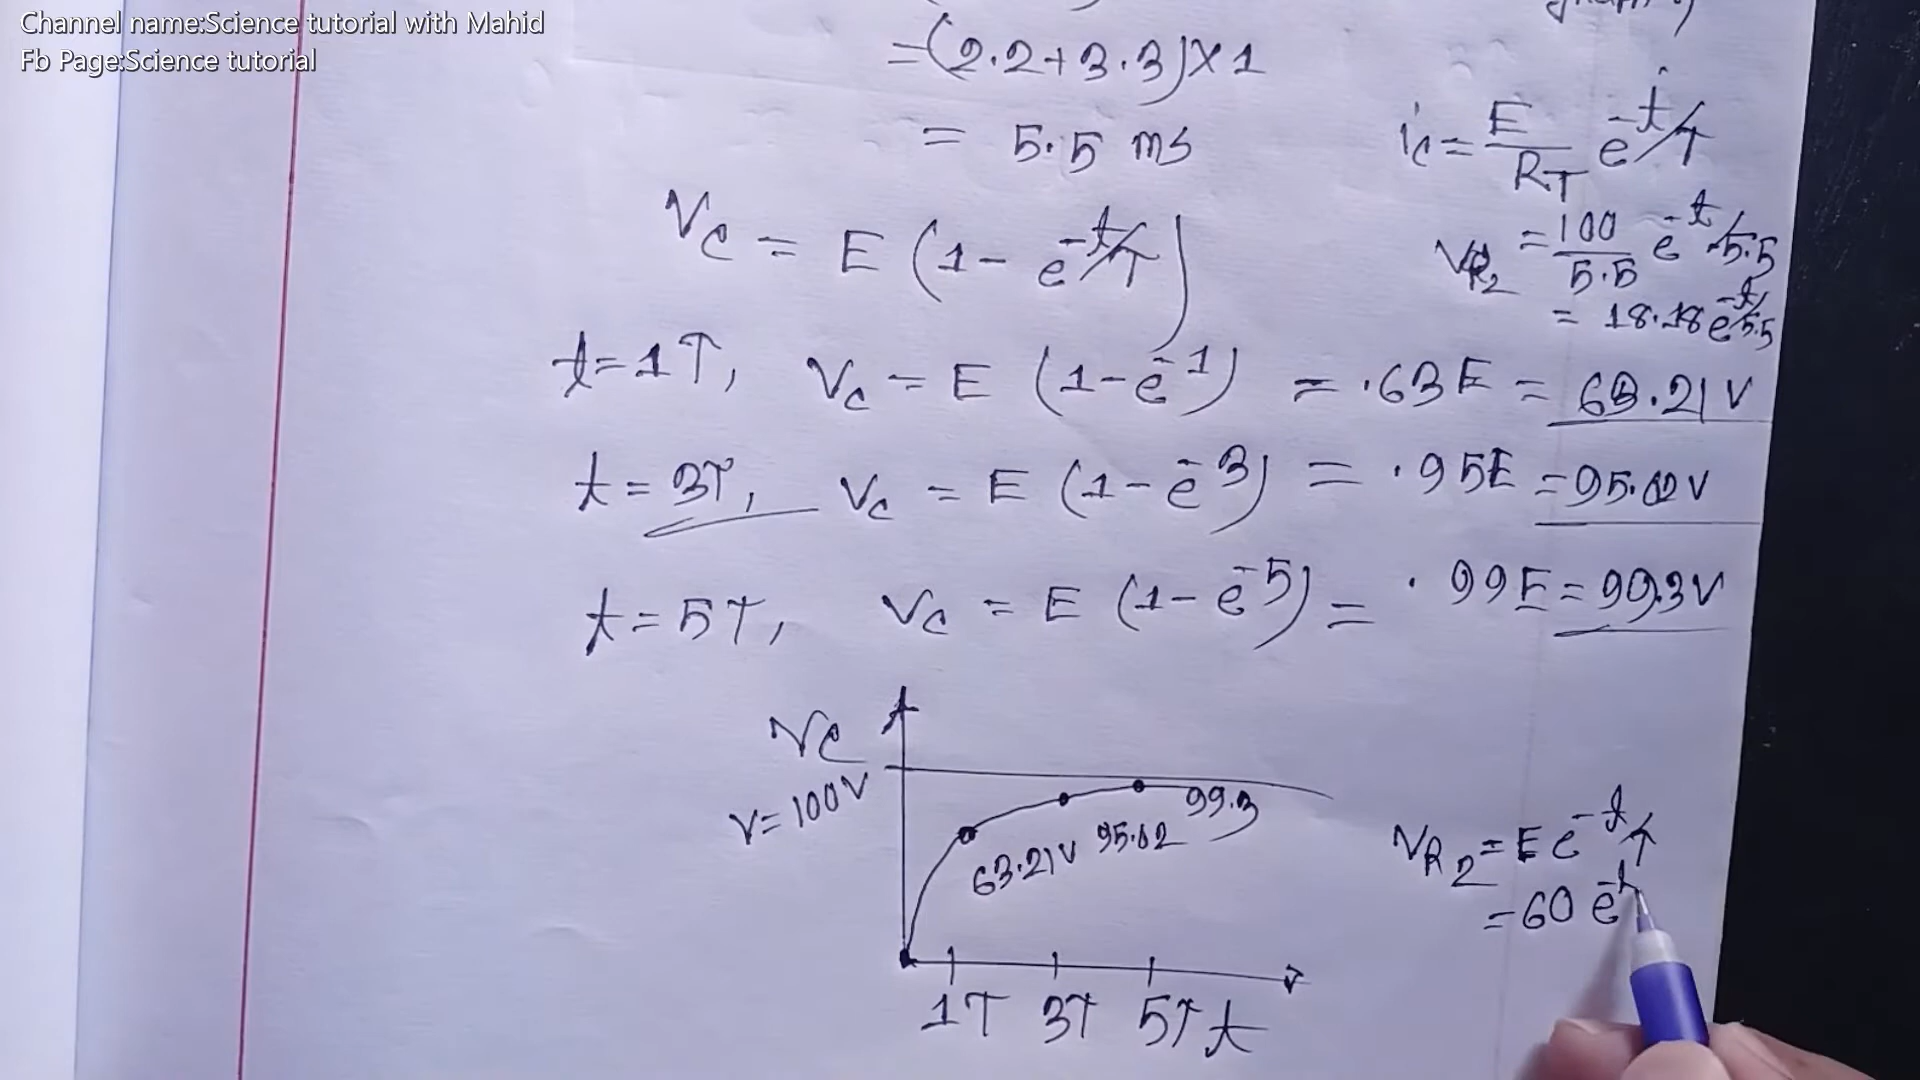 Channel name:Science tutorial with Mahid
Fb Page:Science tutorial
=(2.2+3.3)×1
= 5.5 ms
ic = E/RT e^-t/τ
VR2 = 100/5.5 e^-t/5.5
= 18.18 e^-t/5.5
Vc = E (1- e^-t/τ)
t=1τ, Vc = E (1-e^-1) = .63E = 63.21 V
t = 3τ, Vc = E (1-e^-3) = .95E = 95.02 V
t = 5τ, Vc = E (1-e^-5) = .99E = 99.3 V
Vc
V=100V
63.21V 95.02 99.3
1τ 3τ 5τ t
VR2 = E e^-t/τ
= 60 e^-t